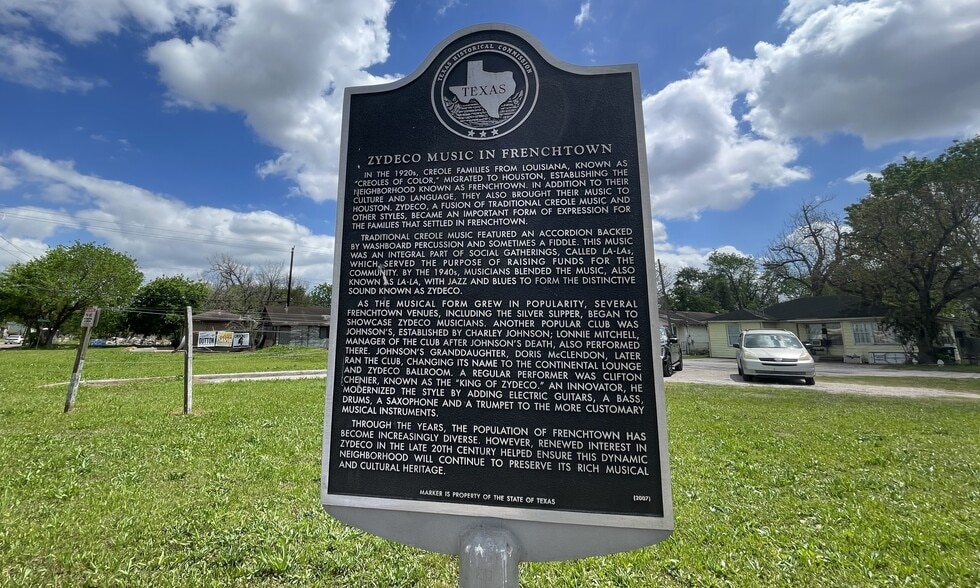 TEXAS HISTORICAL COMMISSION
TEXAS
ZYDECO MUSIC IN FRENCHTOWN
IN THE 1920s, CREOLE FAMILIES FROM LOUISIANA, KNOWN AS
"CREOLES OF COLOR," MIGRATED TO HOUSTON, ESTABLISHING THE
NEIGHBORHOOD KNOWN AS FRENCHTOWN. IN ADDITION TO THEIR
CULTURE AND LANGUAGE, THEY ALSO BROUGHT THEIR MUSIC TO
HOUSTON. ZYDECO, A FUSION OF TRADITIONAL CREOLE MUSIC AND
OTHER STYLES, BECAME AN IMPORTANT FORM OF EXPRESSION FOR
THE FAMILIES THAT SETTLED IN FRENCHTOWN.
TRADITIONAL CREOLE MUSIC FEATURED AN ACCORDION BACKED
BY WASHBOARD PERCUSSION AND SOMETIMES A FIDDLE. THIS MUSIC
WAS AN INTEGRAL PART OF SOCIAL GATHERINGS, CALLED LA-LAs,
WHICH SERVED THE PURPOSE OF RAISING FUNDS FOR THE
COMMUNITY. BY THE 1940s, MUSICIANS BLENDED THE MUSIC, ALSO
KNOWN AS LA-LA, WITH JAZZ AND BLUES TO FORM THE DISTINCTIVE
SOUND KNOWN AS ZYDECO.
AS THE MUSICAL FORM GREW IN POPULARITY, SEVERAL
FRENCHTOWN VENUES, INCLUDING THE SILVER SLIPPER, BEGAN TO
SHOWCASE ZYDECO MUSICIANS. ANOTHER POPULAR CLUB WAS
JOHNSON'S, ESTABLISHED BY CHARLEY JOHNSON. LONNIE MITCHELL,
MANAGER OF THE CLUB AFTER JOHNSON'S DEATH, ALSO PERFORMED
THERE. JOHNSON'S GRANDDAUGHTER, DORIS McCLENDON, LATER
RAN THE CLUB, CHANGING ITS NAME TO THE CONTINENTAL LOUNGE
AND ZYDECO BALLROOM. A REGULAR PERFORMER WAS CLIFTON
CHENIER, KNOWN AS THE "KING OF ZYDECO." AN INNOVATOR, HE
MODERNIZED THE STYLE BY ADDING ELECTRIC GUITARS, A BASS,
DRUMS, A SAXOPHONE AND A TRUMPET TO THE MORE CUSTOMARY
MUSICAL INSTRUMENTS.
THROUGH THE YEARS, THE POPULATION OF FRENCHTOWN HAS
BECOME INCREASINGLY DIVERSE. HOWEVER, RENEWED INTEREST IN
ZYDECO IN THE LATE 20TH CENTURY HELPED ENSURE THIS DYNAMIC
NEIGHBORHOOD WILL CONTINUE TO PRESERVE ITS RICH MUSICAL
AND CULTURAL HERITAGE.
MARKER IS PROPERTY OF THE STATE OF TEXAS (2007)